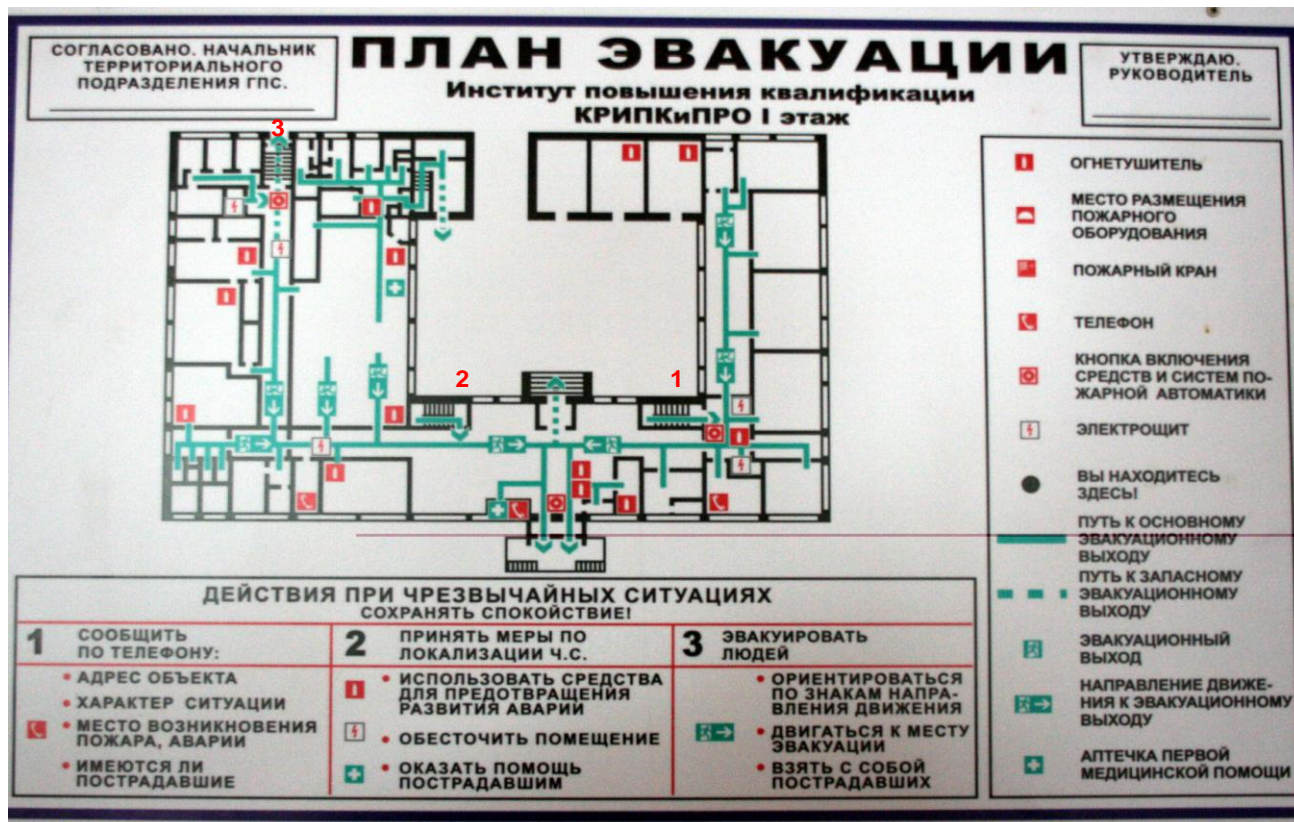 СОГЛАСОВАНО. НАЧАЛЬНИК
ТЕРРИТОРИАЛЬНОГО
ПОДРАЗДЕЛЕНИЯ ГПС.
ПЛАН ЭВАКУАЦИИ
Институт повышения квалификации
КРИПКиПРО I этаж
УТВЕРЖДАЮ.
РУКОВОДИТЕЛЬ
3
2
1
ОГНЕТУШИТЕЛЬ
МЕСТО РАЗМЕЩЕНИЯ
ПОЖАРНОГО
ОБОРУДОВАНИЯ
ПОЖАРНЫЙ КРАН
ТЕЛЕФОН
КНОПКА ВКЛЮЧЕНИЯ
СРЕДСТВ И СИСТЕМ ПО-
ЖАРНОЙ АВТОМАТИКИ
ЭЛЕКТРОЩИТ
ВЫ НАХОДИТЕСЬ
ЗДЕСЬ!
ПУТЬ К ОСНОВНОМУ
ЭВАКУАЦИОННОМУ
ВЫХОДУ
ПУТЬ К ЗАПАСНОМУ
ЭВАКУАЦИОННОМУ
ВЫХОДУ
ЭВАКУАЦИОННЫЙ
ВЫХОД
НАПРАВЛЕНИЕ ДВИЖЕ-
НИЯ К ЭВАКУАЦИОННОМУ
ВЫХОДУ
АПТЕЧКА ПЕРВОЙ
МЕДИЦИНСКОЙ ПОМОЩИ
ДЕЙСТВИЯ ПРИ ЧРЕЗВЫЧАЙНЫХ СИТУАЦИЯХ
СОХРАНЯТЬ СПОКОЙСТВИЕ!
1 СООБЩИТЬ
ПО ТЕЛЕФОНУ:
• АДРЕС ОБЪЕКТА
• ХАРАКТЕР СИТУАЦИИ
• МЕСТО ВОЗНИКНОВЕНИЯ
ПОЖАРА, АВАРИИ
• ИМЕЮТСЯ ЛИ
ПОСТРАДАВШИЕ
2 ПРИНЯТЬ МЕРЫ ПО
ЛОКАЛИЗАЦИИ Ч.С.
• ИСПОЛЬЗОВАТЬ СРЕДСТВА
ДЛЯ ПРЕДОТВРАЩЕНИЯ
РАЗВИТИЯ АВАРИИ
• ОБЕСТОЧИТЬ ПОМЕЩЕНИЕ
• ОКАЗАТЬ ПОМОЩЬ
ПОСТРАДАВШИМ
3 ЭВАКУИРОВАТЬ
ЛЮДЕЙ
• ОРИЕНТИРОВАТЬСЯ
ПО ЗНАКАМ НАПРА-
ВЛЕНИЯ ДВИЖЕНИЯ
• ДВИГАТЬСЯ К МЕСТУ
ЭВАКУАЦИИ
• ВЗЯТЬ С СОБОЙ
ПОСТРАДАВШИХ